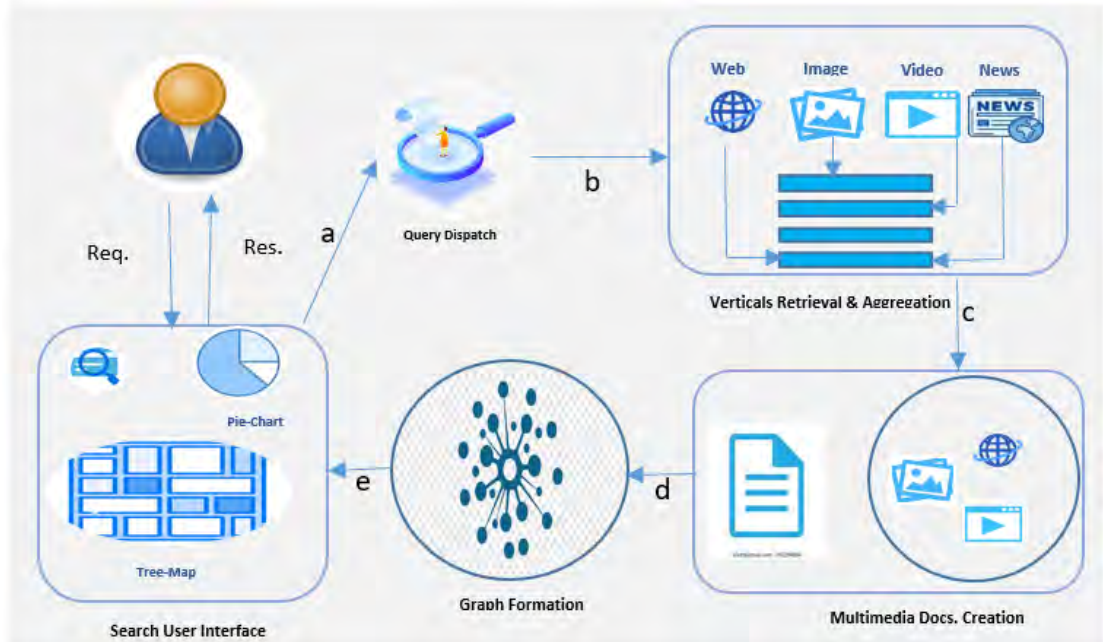 Web Image Video News
NEWS
b
a
Query Dispatch
Req.
Res.
Verticals Retrieval & Aggregation
c
Pie-Chart
e
d
Tree-Map
Graph Formation
Multimedia Docs. Creation
Search User Interface